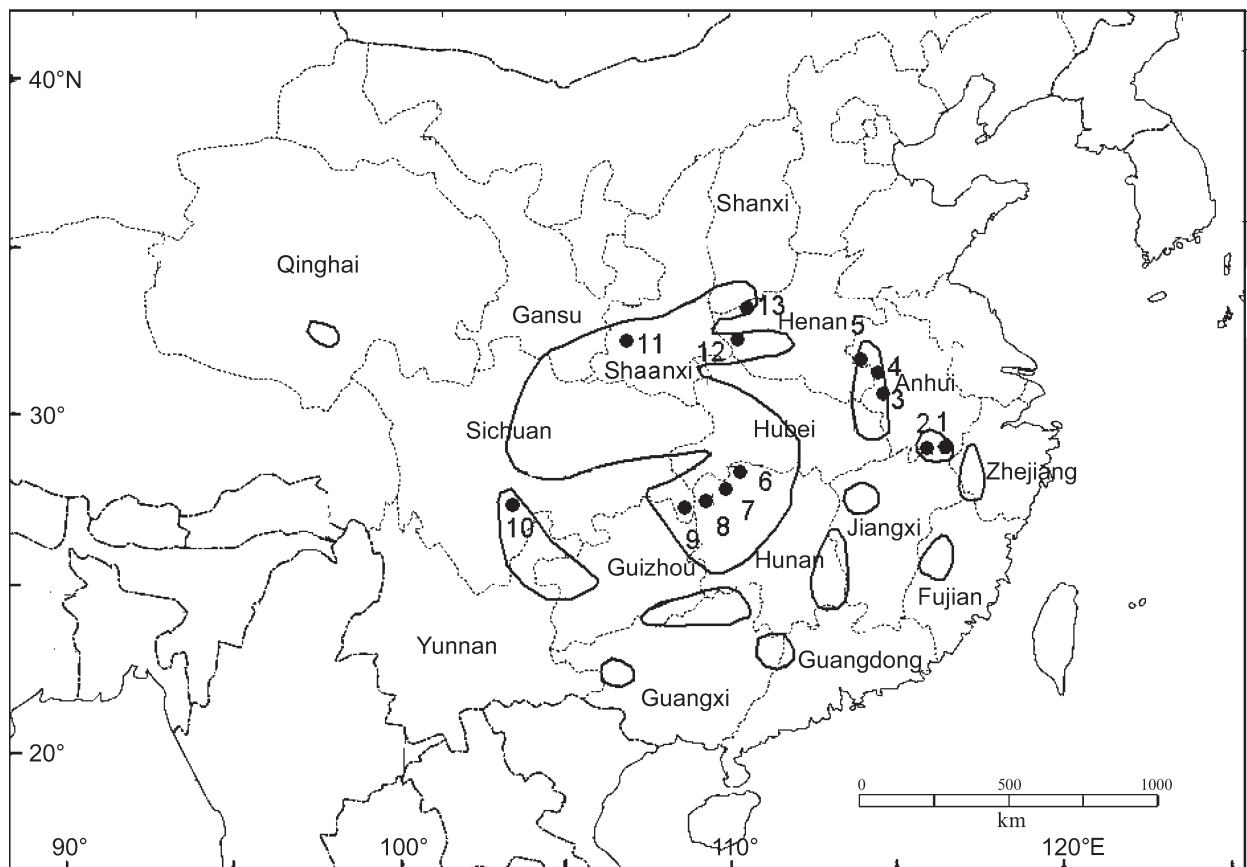 40°N
Shanxi
Qinghai
13
Gansu
Henan
5
11
12
Shaanxi
4
Anhui
3
30°
Sichuan
Hubei
21
Zhejiang
6
7
10
8
9
Jiangxi
Guizhou
Hunan
Fujian
Yunnan
Guangdong
Guangxi
20°
0 500 1000
km
90° 100° 110° 120°E